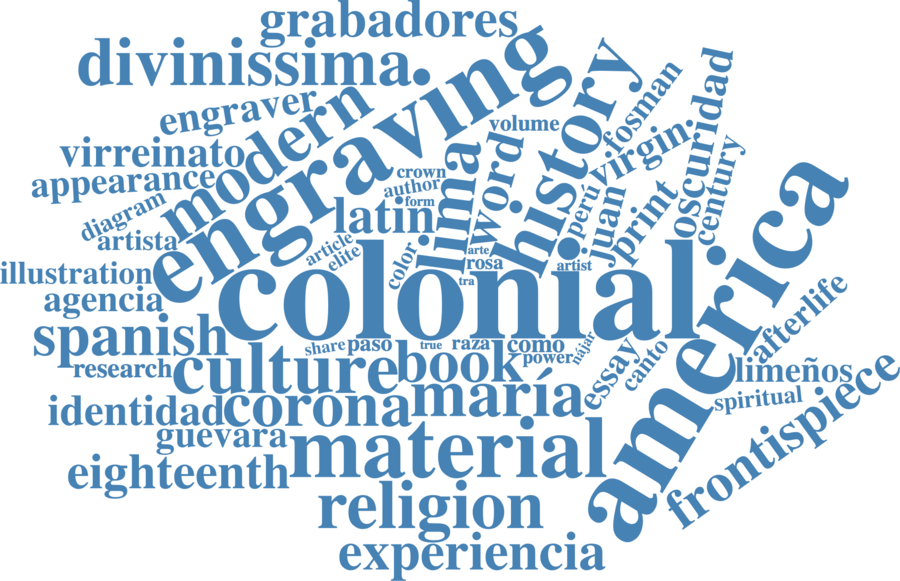 grabadores
divinissima.
engraving
history
engraver
modern
fosman
oscuridad
volume
virgin
virreinato
word
century
appearance
crown
author
form
lima
perú
juan
print
america
diagram
latin
artista
article
elite
color
arte
rosa
artist
tra
illustration
agencia
colonial
afterlife
spanish
share
paso
true
raza
como
power
nájar
essay
canto
research
culture
book
limeños
spiritual
frontispiece
identidad
corona
maría
guevara
material
eighteenth
religion
experiencia